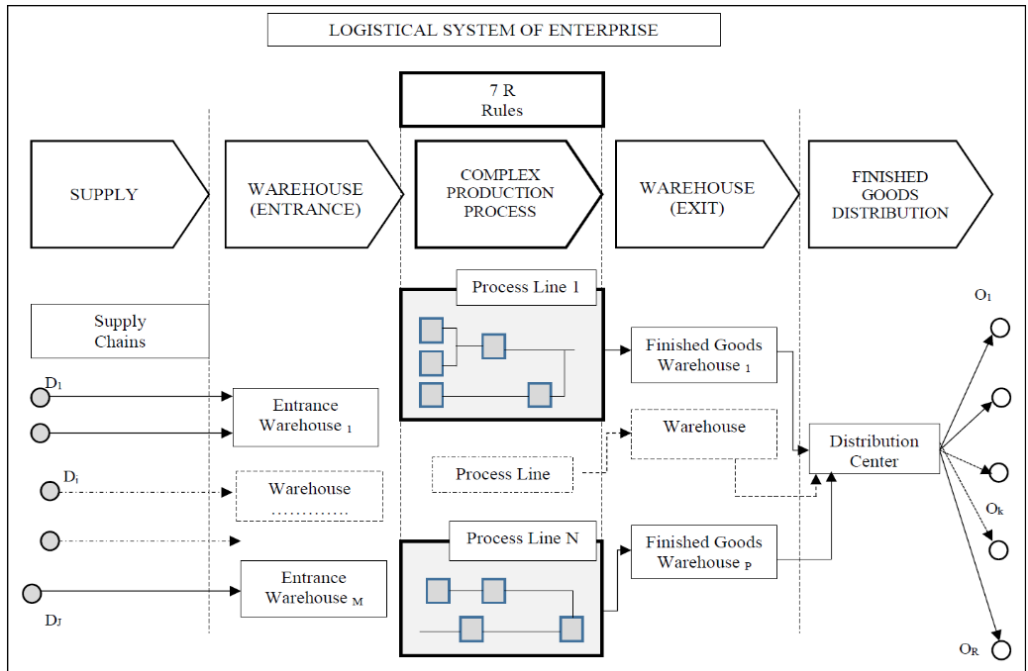 LOGISTICAL SYSTEM OF ENTERPRISE
7 R
Rules
SUPPLY
WAREHOUSE
(ENTRANCE)
COMPLEX
PRODUCTION
PROCESS
WAREHOUSE
(EXIT)
FINISHED
GOODS
DISTRIBUTION
Supply
Chains
D1
Entrance
Warehouse 1
Di
Warehouse
.............
Entrance
Warehouse M
DJ
Process Line 1
Process Line
Process Line N
Finished Goods
Warehouse 1
Warehouse
Finished Goods
Warehouse P
Distribution
Center
O1
Ok
OR